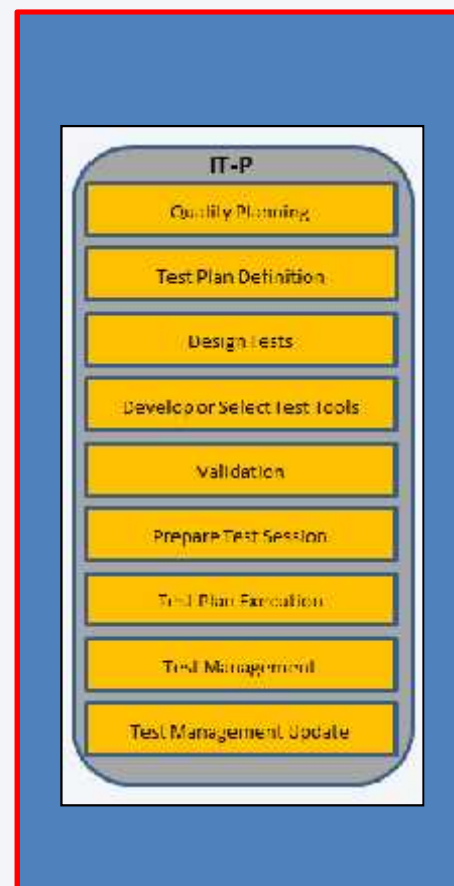 IT-P
Quality Planning
Test Plan Definition
Design Tests
Develop or Select Test Tools
Validation
Prepare Test Session
Test Plan Execution
Test Management
Test Management Update